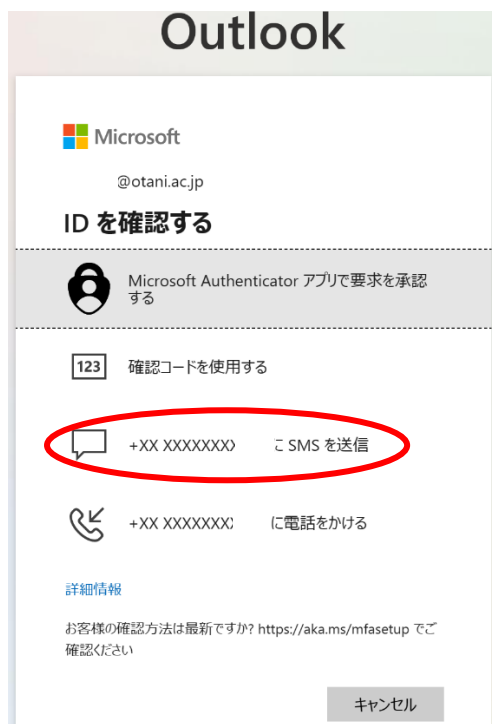 Outlook
Microsoft
@otani.ac.jp
ID を確認する
Microsoft Authenticator アプリで要求を承認
する
123 確認コードを使用する
+XX XXXXXXX SMS を送信
+XX XXXXXXX に電話をかける
詳細情報
お客様の確認方法は最新ですか? https://aka.ms/mfasetup でご
確認ください
キャンセル